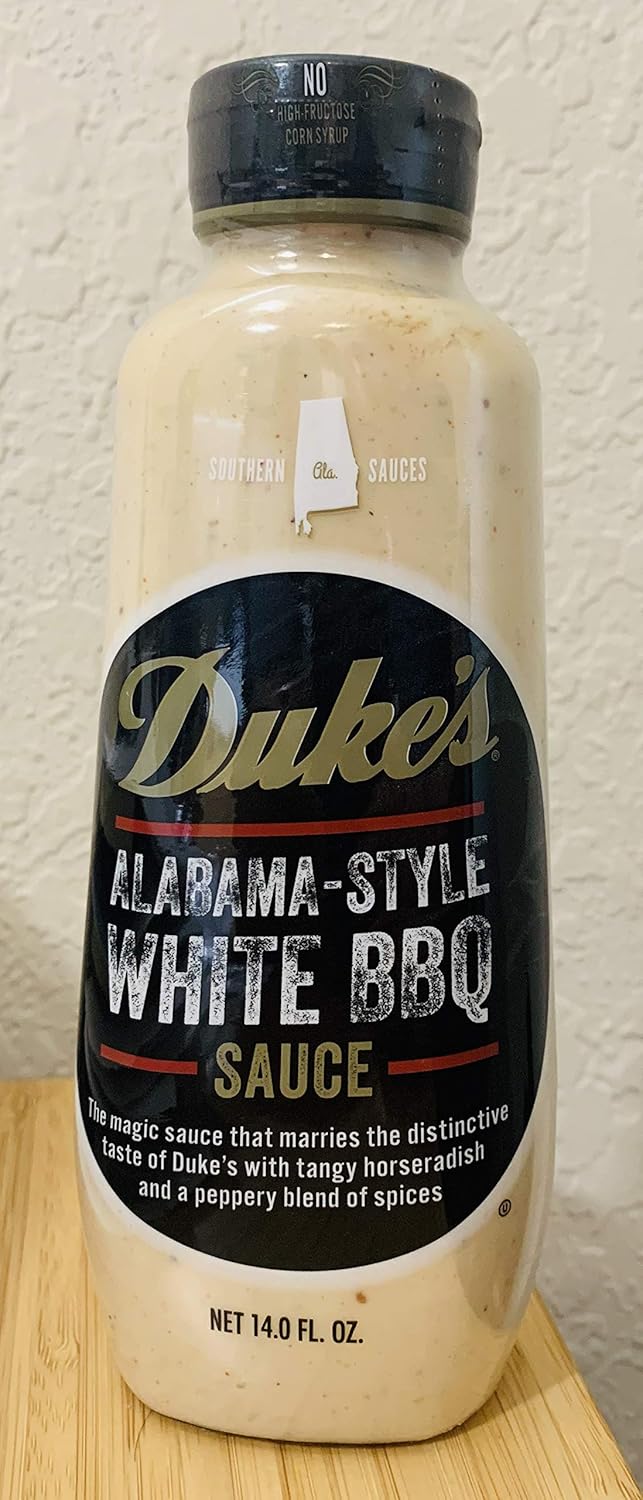 NO
HIGH-FRUCTOSE
CORN SYRUP
SOUTHERN Ala. SAUCES
Duke's®
ALABAMA-STYLE
WHITE BBQ
SAUCE
The magic sauce that marries the distinctive
taste of Duke's with tangy horseradish
and a peppery blend of spices
U
NET 14.0 FL. OZ.